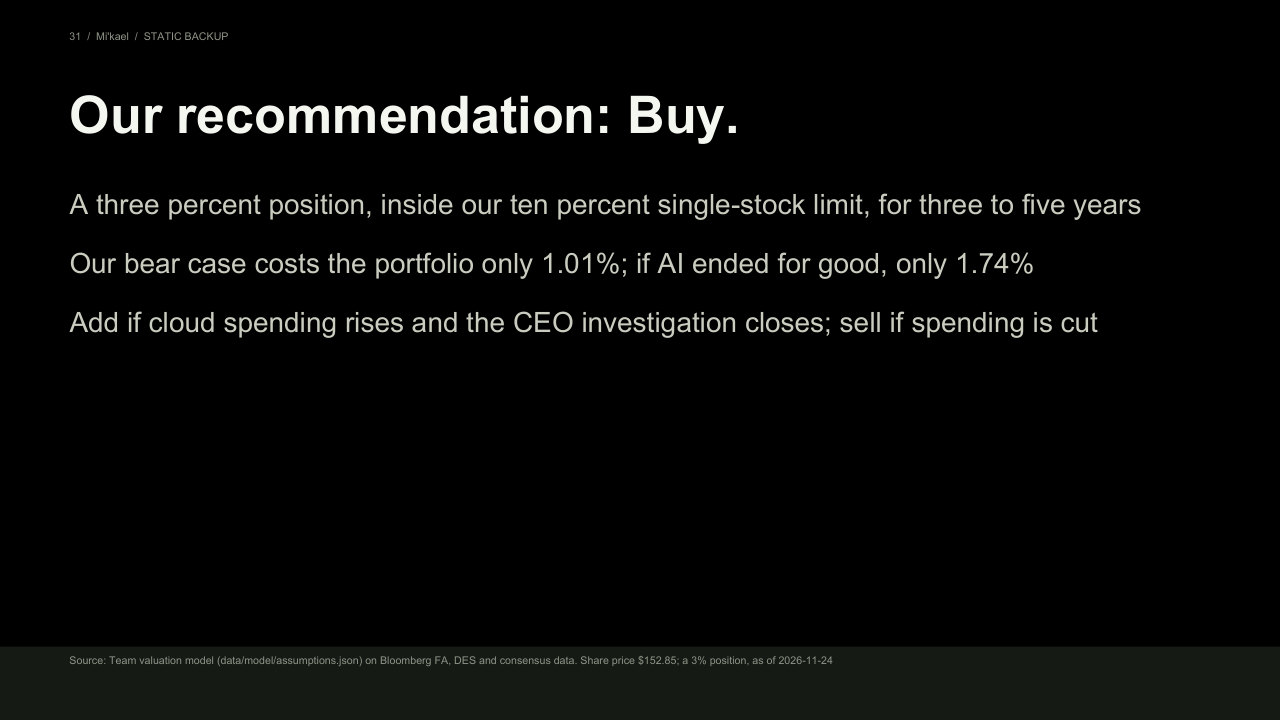 31 / Mi'kael / STATIC BACKUP
Our recommendation: Buy.
A three percent position, inside our ten percent single-stock limit, for three to five years
Our bear case costs the portfolio only 1.01%; if AI ended for good, only 1.74%
Add if cloud spending rises and the CEO investigation closes; sell if spending is cut
Source: Team valuation model (data/model/assumptions.json) on Bloomberg FA, DES and consensus data. Share price $152.85; a 3% position, as of 2026-11-24